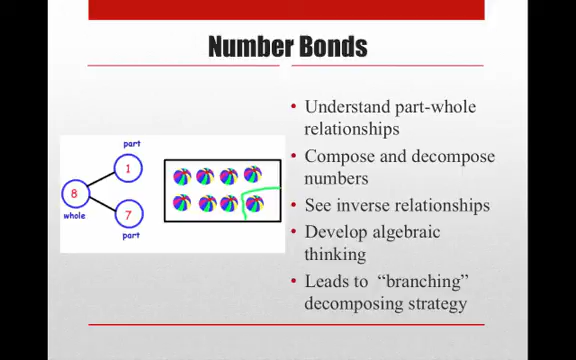 Number Bonds
part
1
8
whole
7
part
• Understand part-whole
relationships
• Compose and decompose
numbers
• See inverse relationships
• Develop algebraic
thinking
• Leads to “branching”
decomposing strategy